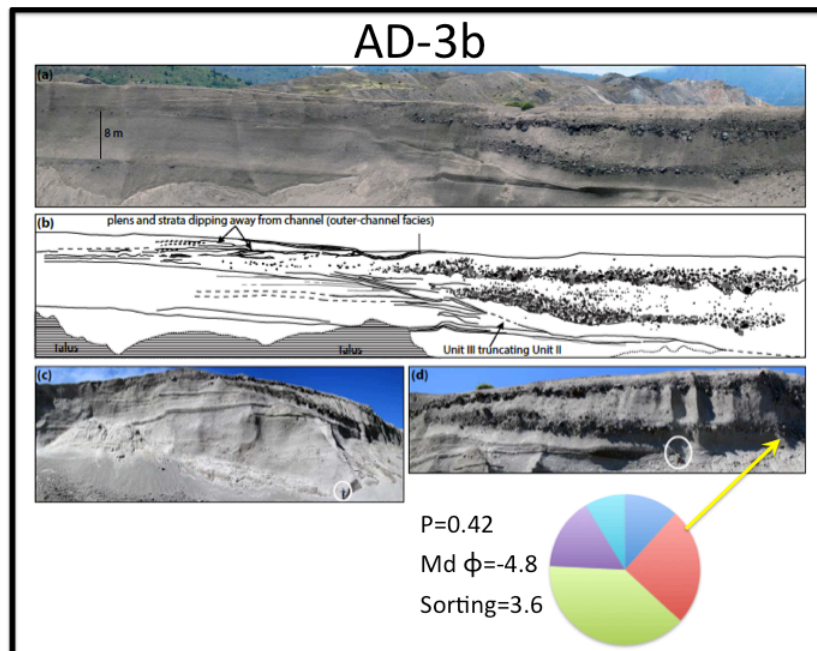 AD-3b
(a)
8 m
(b)
plens and strata dipping away from channel (outer-channel facies)
Talus
Talus
Unit III truncating Unit II
(c)
(d)
P=0.42
Md ϕ=-4.8
Sorting=3.6